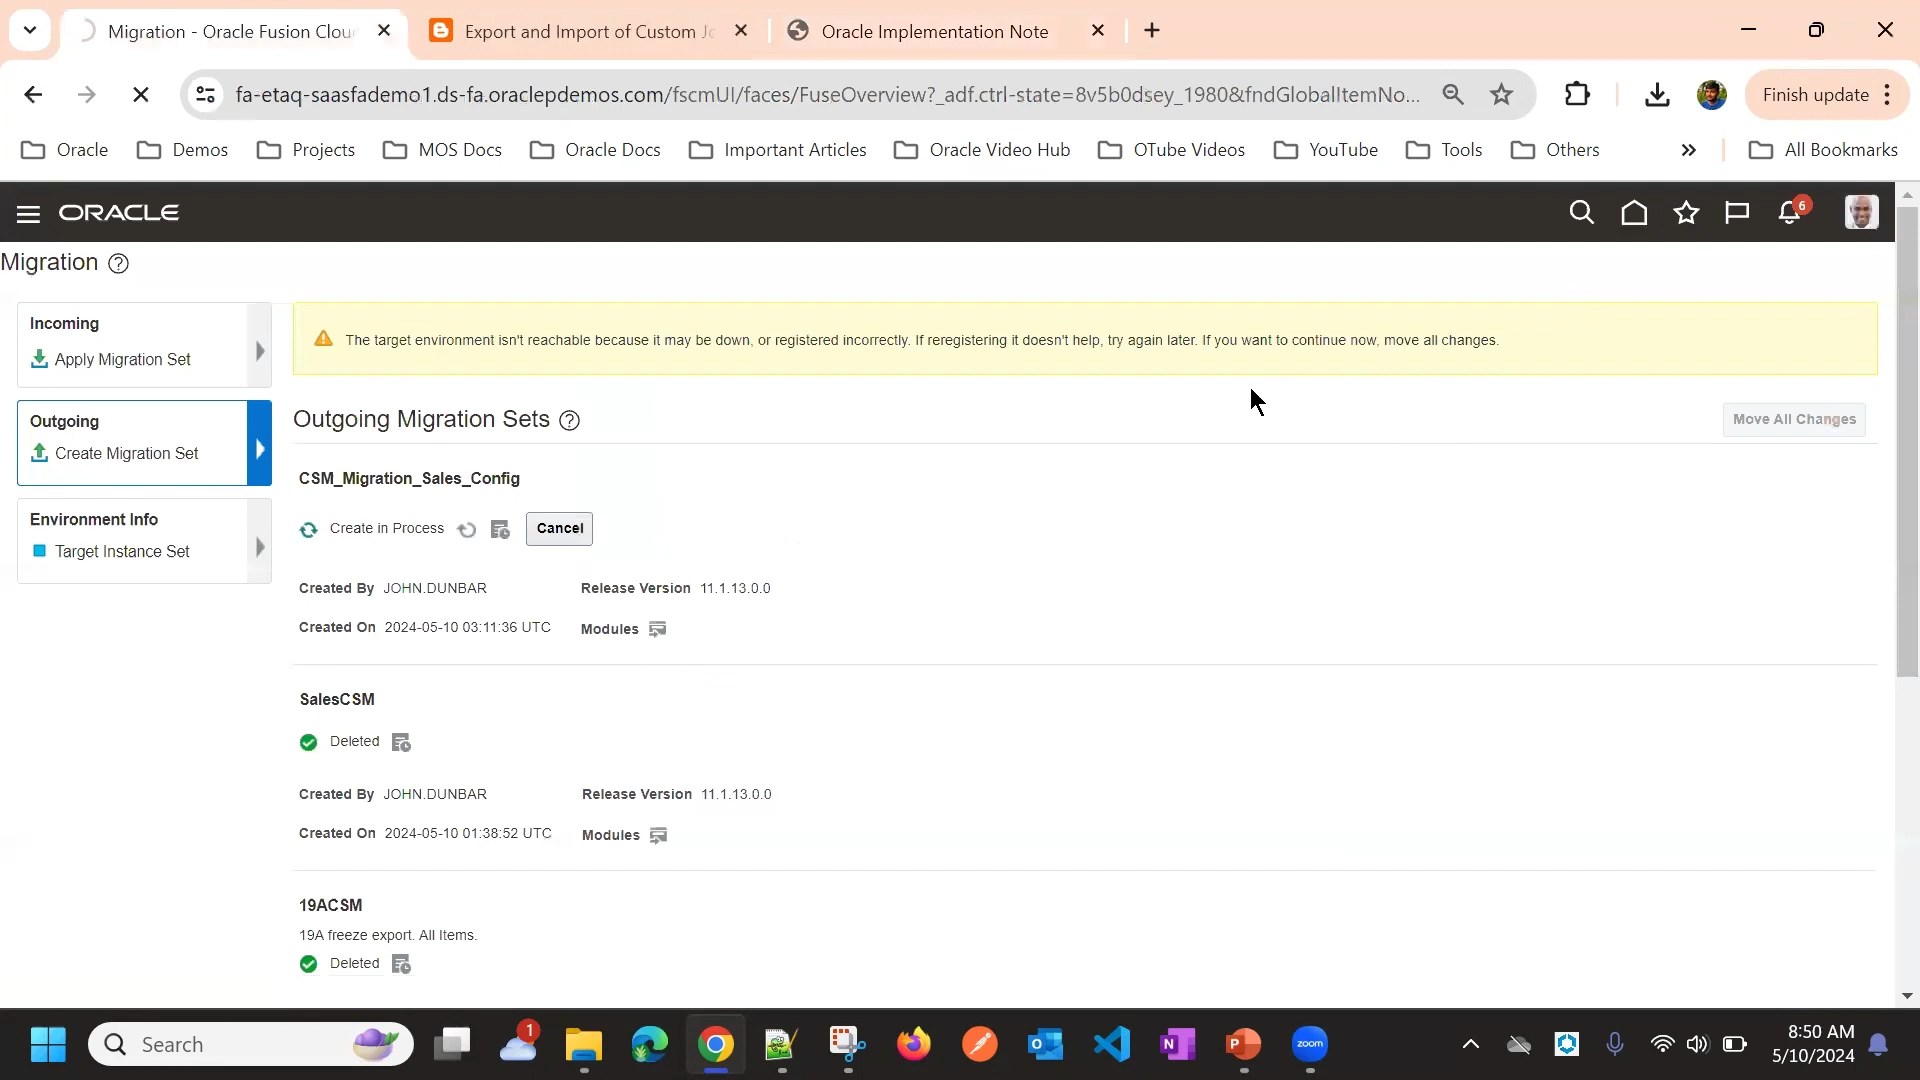 Migration - Oracle Fusion Clou
Export and Import of Custom Jo
Oracle Implementation Note
fa-etaq-saasfademo1.ds-fa.oraclepdemos.com/fscmUI/faces/FuseOverview?_adf.ctrl-state=8v5b0dsey_1980&fndGlobalItemNo...
Finish update
Oracle
Demos
Projects
MOS Docs
Oracle Docs
Important Articles
Oracle Video Hub
OTube Videos
YouTube
Tools
Others
All Bookmarks
ORACLE
6
Migration
Incoming
Apply Migration Set
Outgoing
Create Migration Set
Environment Info
Target Instance Set
The target environment isn't reachable because it may be down, or registered incorrectly. If reregistering it doesn't help, try again later. If you want to continue now, move all changes.
Outgoing Migration Sets
Move All Changes
CSM_Migration_Sales_Config
Create in Process
Cancel
Created By JOHN.DUNBAR
Release Version 11.1.13.0.0
Created On 2024-05-10 03:11:36 UTC
Modules
SalesCSM
Deleted
Created By JOHN.DUNBAR
Release Version 11.1.13.0.0
Created On 2024-05-10 01:38:52 UTC
Modules
19ACSM
19A freeze export. All Items.
Deleted
Search
1
zoom
8:50 AM
5/10/2024